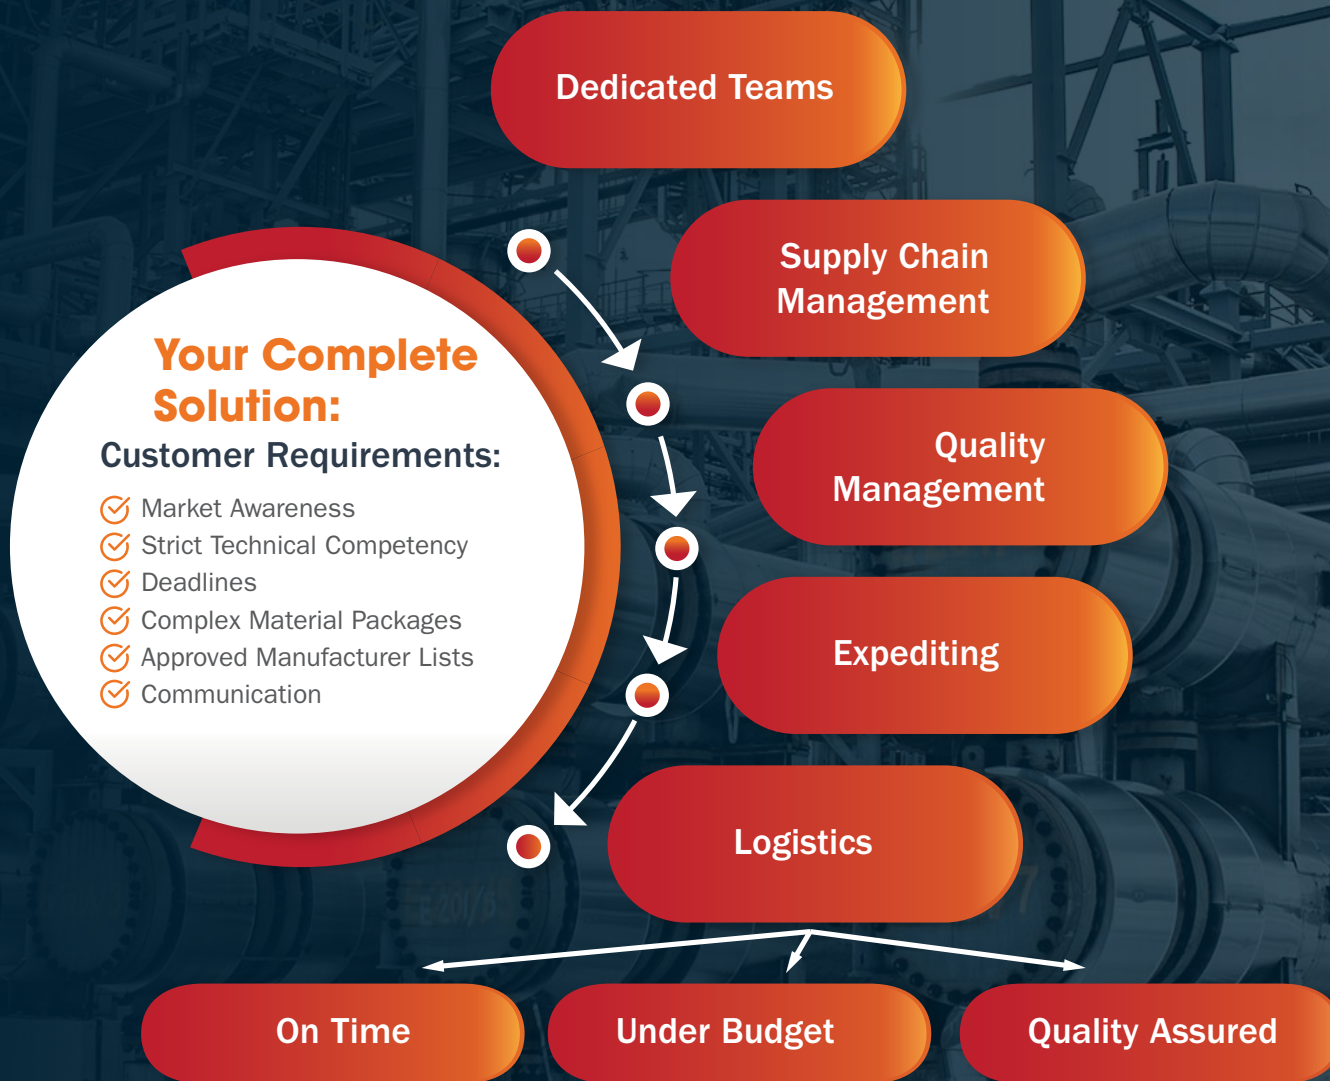 Dedicated Teams
Supply Chain
Management
Your Complete
Solution:
Customer Requirements:
Market Awareness
Strict Technical Competency
Deadlines
Complex Material Packages
Approved Manufacturer Lists
Communication
Quality
Management
Expediting
Logistics
On Time
Under Budget
Quality Assured